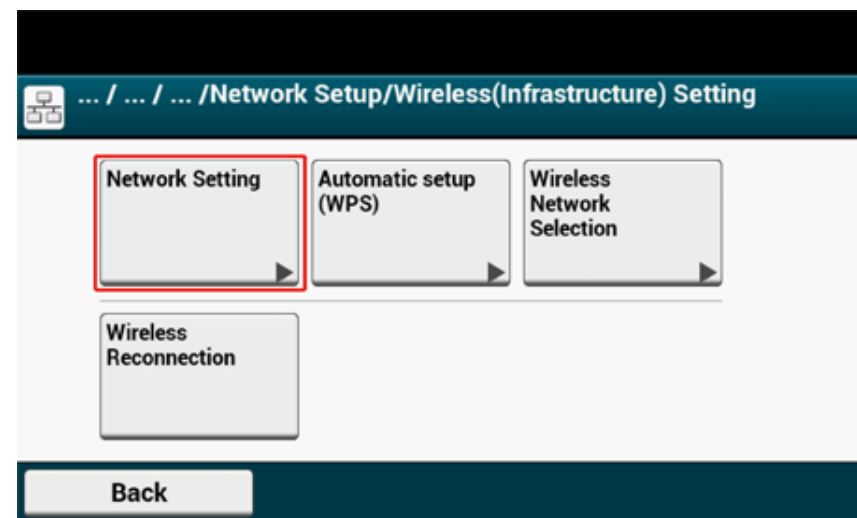 ... / ... / ... /Network Setup/Wireless(Infrastructure) Setting
Network Setting
Automatic setup
(WPS)
Wireless
Network
Selection
Wireless
Reconnection
Back